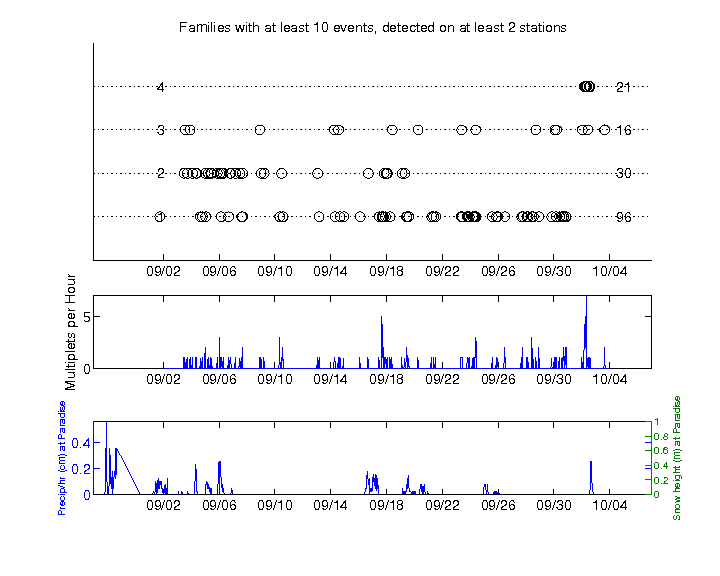 Families with at least 10 events, detected on at least 2 stations
4 21
3 16
2 30
1 96
09/02 09/06 09/10 09/14 09/18 09/22 09/26 09/30 10/04
Multiplets per Hour
5
0
09/02 09/06 09/10 09/14 09/18 09/22 09/26 09/30 10/04
Precip/hr (cm) at Paradise
0.4
0.2
0
1
0.8
0.6
0.4
0.2
0
Snow height (m) at Paradise
09/02 09/06 09/10 09/14 09/18 09/22 09/26 09/30 10/04